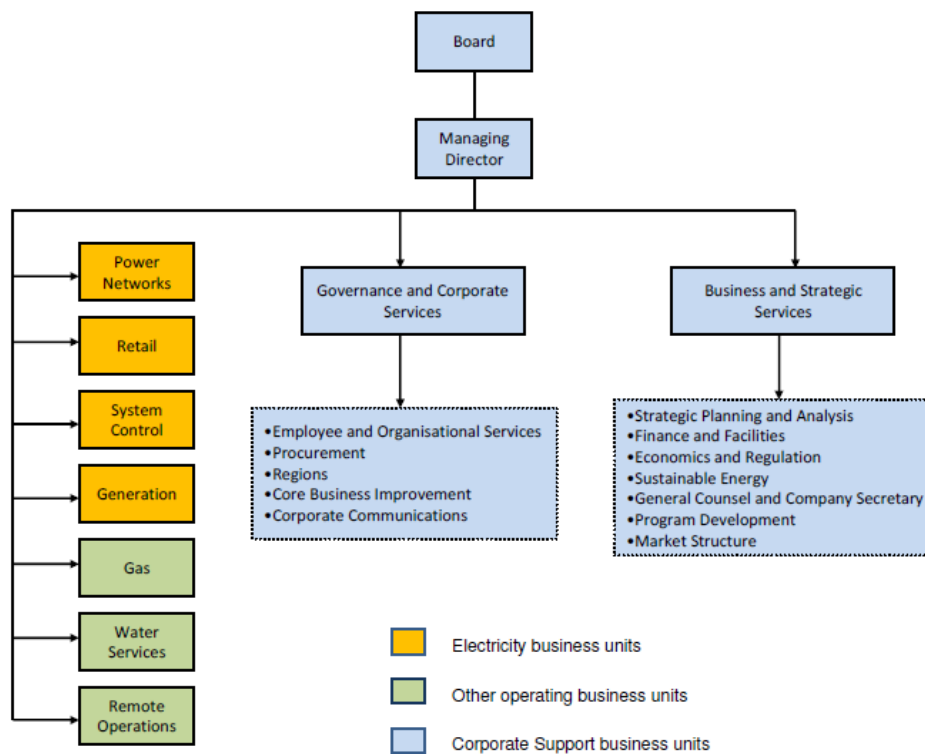 Board
Managing
Director
Power
Networks
Retail
System
Control
Generation
Gas
Water
Services
Remote
Operations
Governance and Corporate
Services
•Employee and Organisational Services
•Procurement
•Regions
•Core Business Improvement
•Corporate Communications
Business and Strategic
Services
•Strategic Planning and Analysis
•Finance and Facilities
•Economics and Regulation
•Sustainable Energy
•General Counsel and Company Secretary
•Program Development
•Market Structure
Electricity business units
Other operating business units
Corporate Support business units